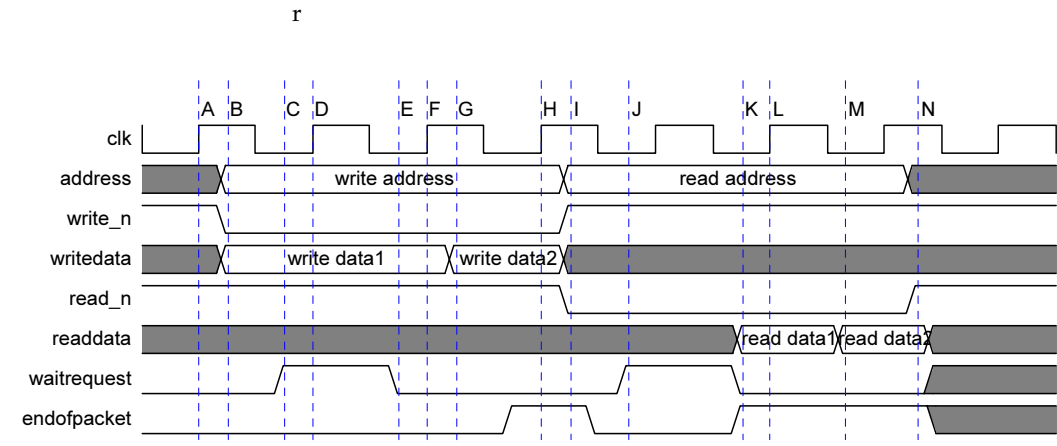 r
A B C D E F G H I J K L M N
clk
address write address read address
write_n
writedata write data1 write data2
read_n
readdata read data1 read data2
waitrequest
endofpacket